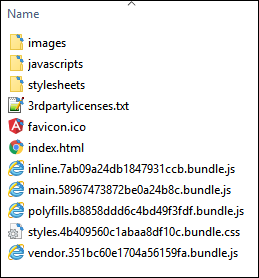 Name
images
javascripts
stylesheets
3rdpartylicenses.txt
favicon.ico
index.html
inline.7ab09a24db1847931ccb.bundle.js
main.58967473872be0a24b8c.bundle.js
polyfills.b8858ddd6c4bd49f3fdf.bundle.js
styles.4b409560c1abaa8df10c.bundle.css
vendor.351bc60e1704a56159fa.bundle.js